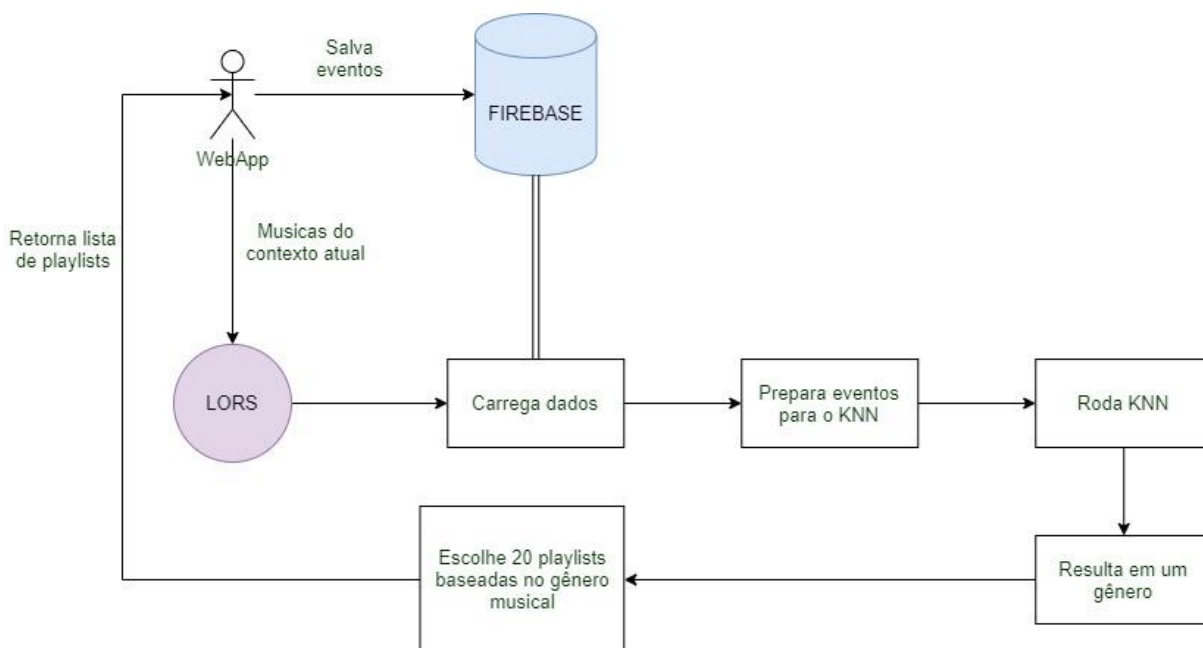 Salva
eventos
FIREBASE
WebApp
Retorna lista
de playlists
Musicas do
contexto atual
LORS
Carrega dados
Prepara eventos
para o KNN
Roda KNN
Escolhe 20 playlists
baseadas no gênero
musical
Resulta em um
gênero